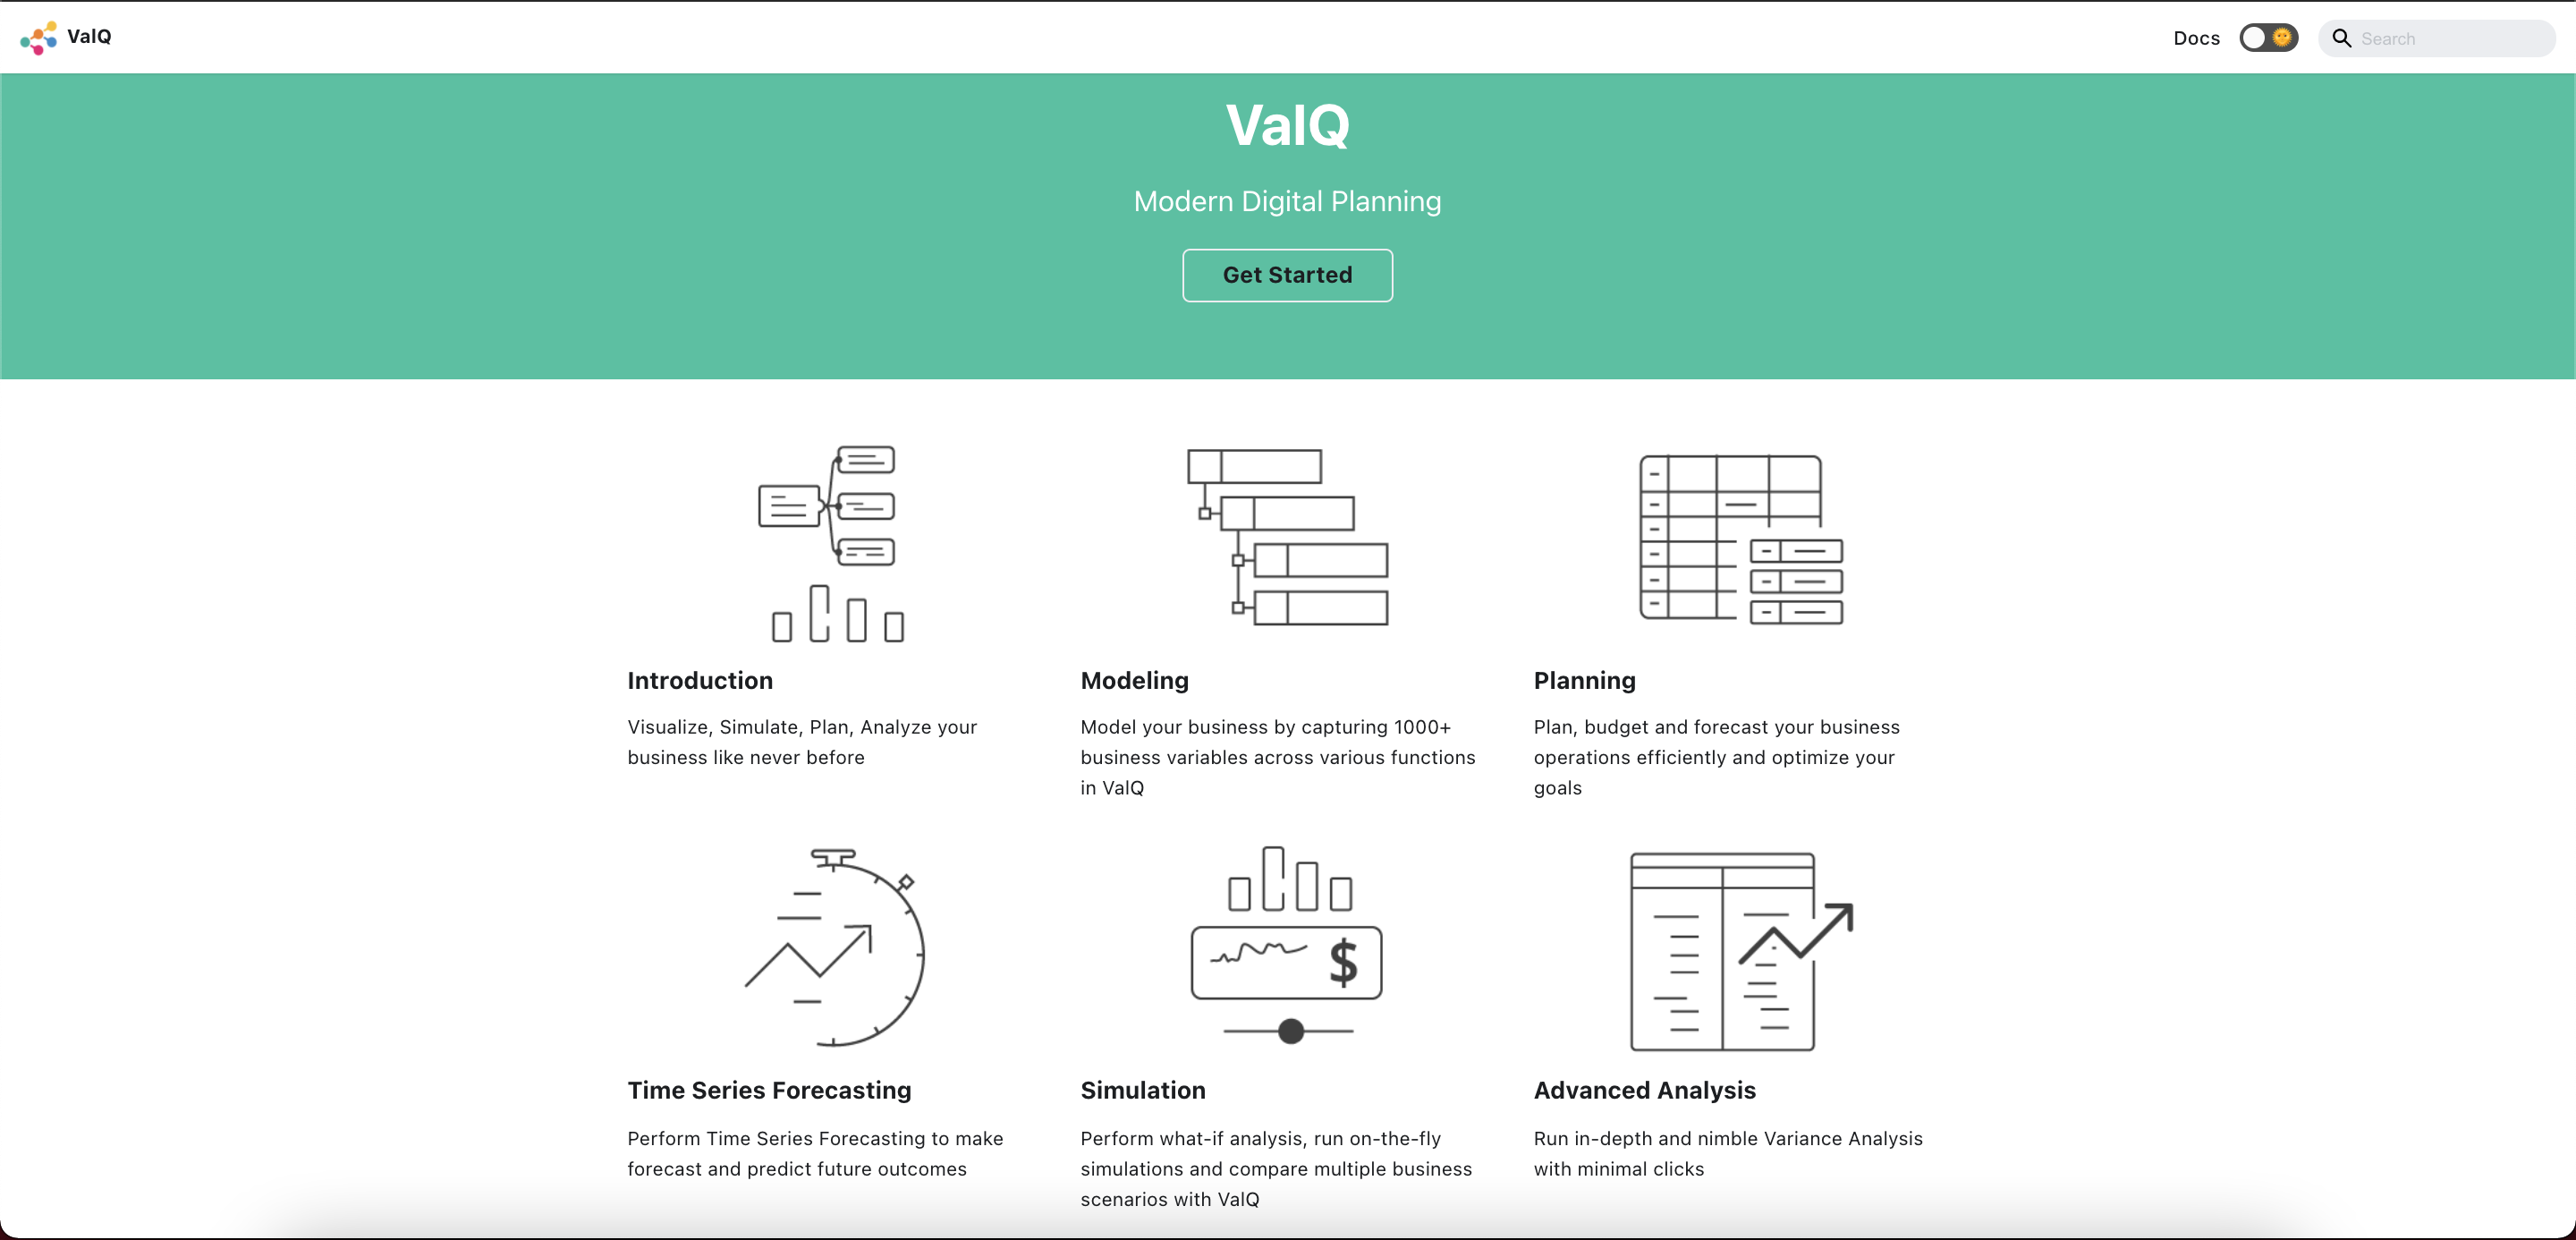 ValQ
Docs
Search
ValQ
Modern Digital Planning
Get Started
Introduction
Visualize, Simulate, Plan, Analyze your
business like never before
Modeling
Model your business by capturing 1000+
business variables across various functions
in ValQ
Planning
Plan, budget and forecast your business
operations efficiently and optimize your
goals
$
Time Series Forecasting
Perform Time Series Forecasting to make
forecast and predict future outcomes
Simulation
Perform what-if analysis, run on-the-fly
simulations and compare multiple business
scenarios with ValQ
Advanced Analysis
Run in-depth and nimble Variance Analysis
with minimal clicks